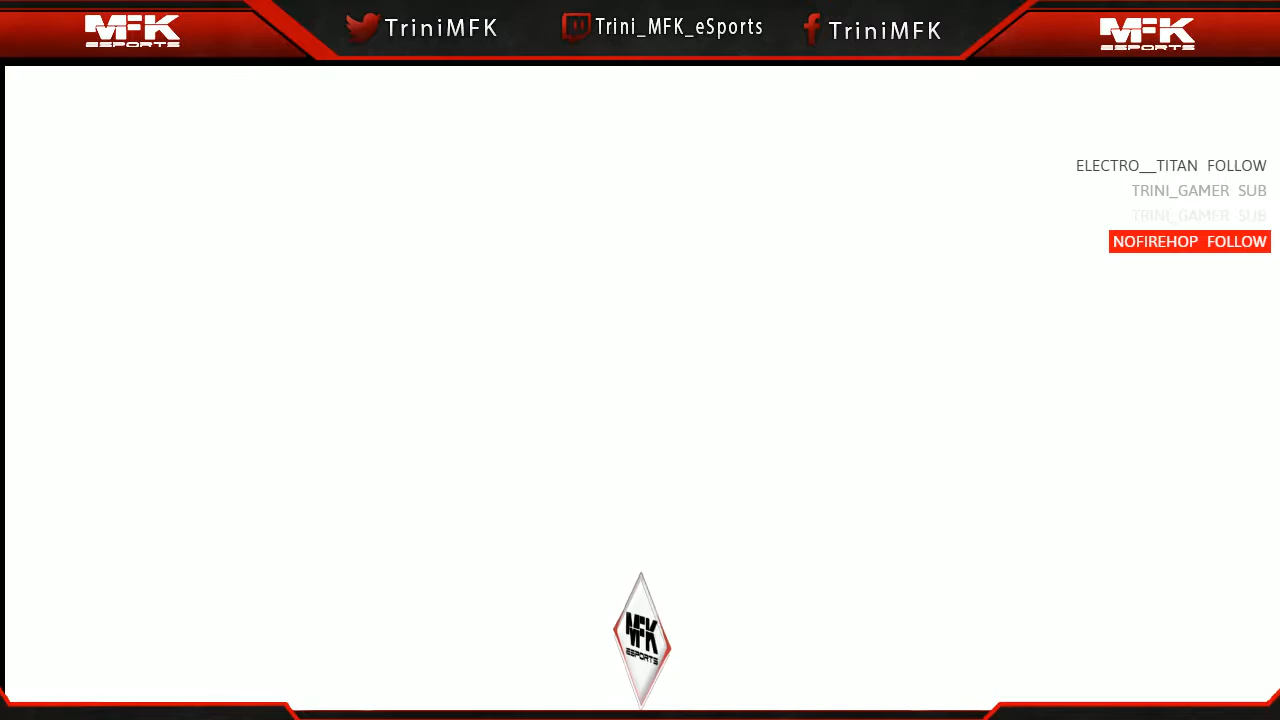 MFK
ESPORTS
TriniMFK
Trini_MFK_eSports
TriniMFK
MFK
ESPORTS
ELECTRO__TITAN FOLLOW
TRINI_GAMER SUB
TRINI_GAMER SUB
NOFIREHOP FOLLOW
MFK
ESPORTS